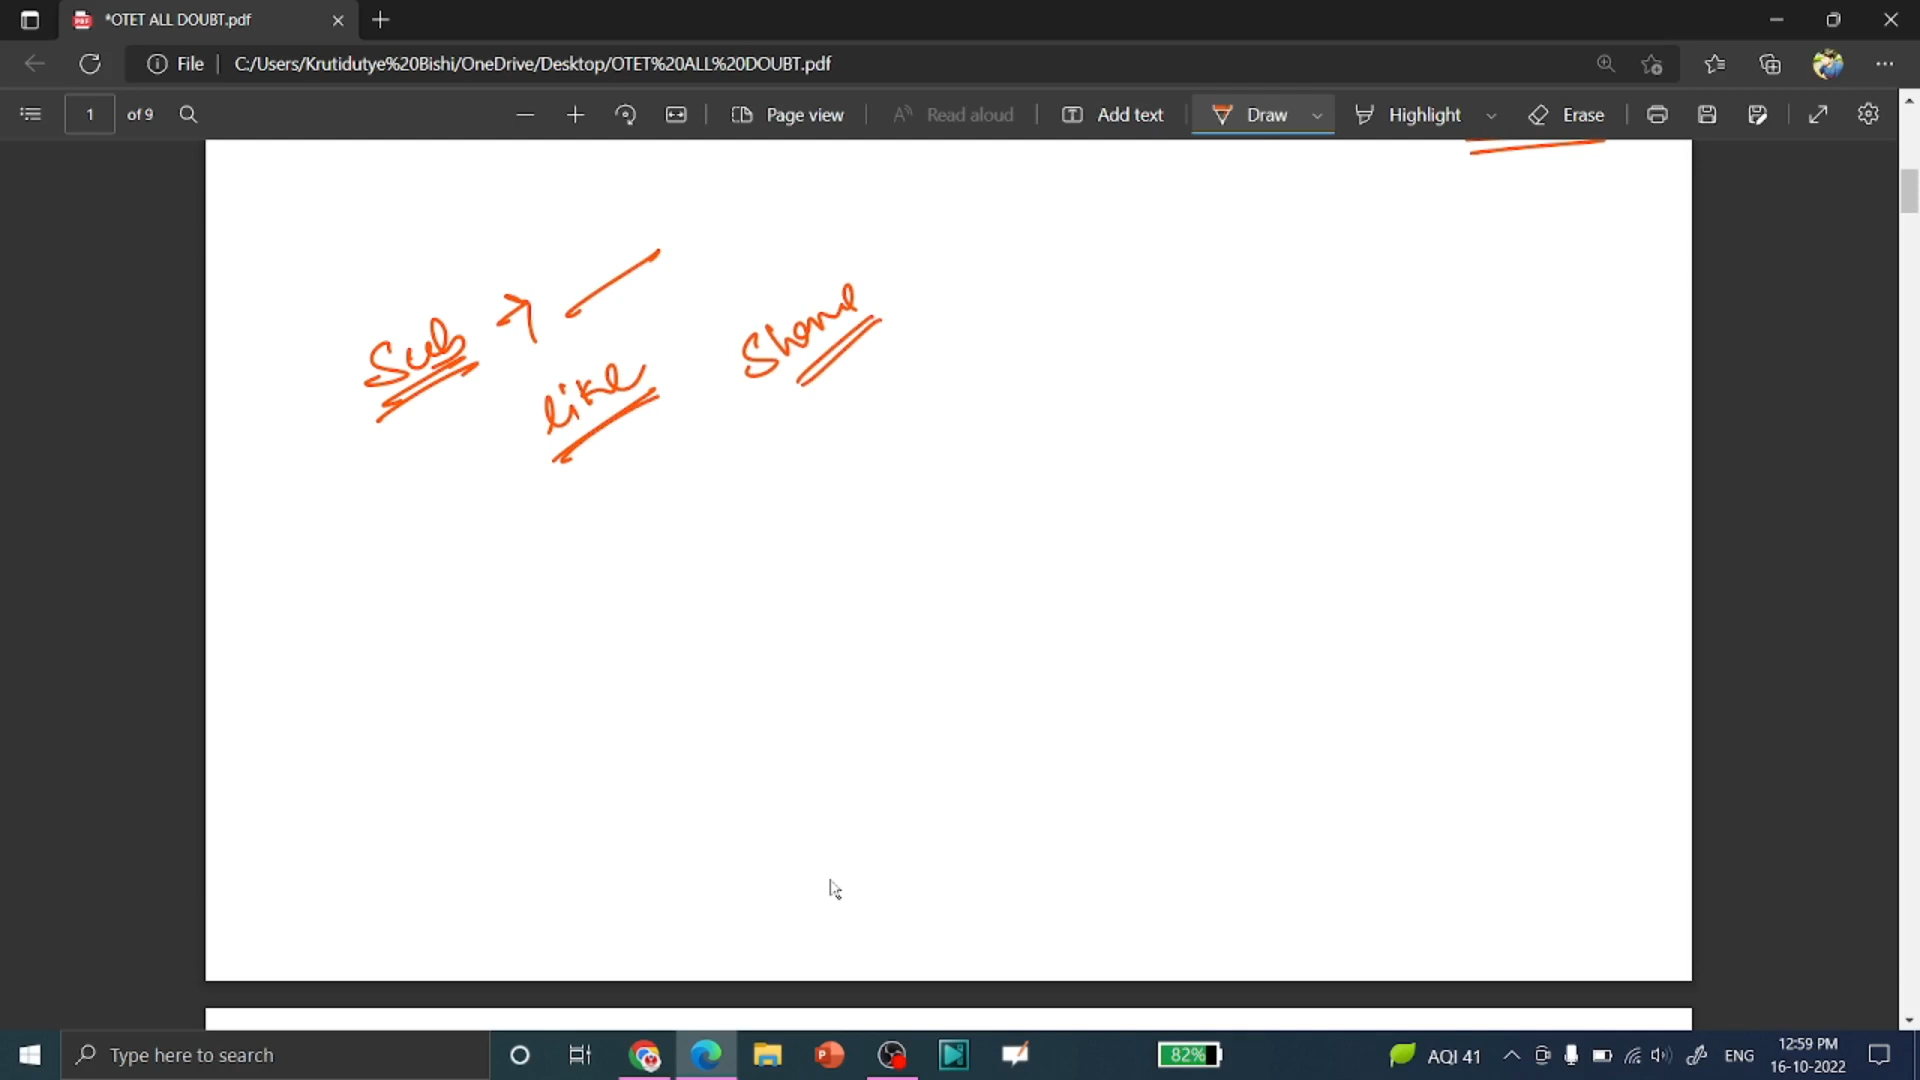 *OTET ALL DOUBT.pdf
File
C:/Users/Krutidutye%20Bishi/OneDrive/Desktop/OTET%20ALL%20DOUBT.pdf
1 of 9
Page view
Read aloud
Add text
Draw
Highlight
Erase
Sub
like
Share
Type here to search
82%
AQI 41
ENG
12:59 PM
16-10-2022